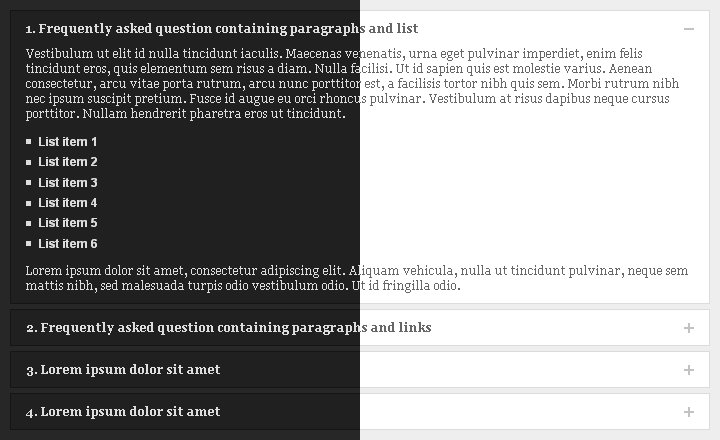 1. Frequently asked question containing paragraphs and list
Vestibulum ut elit id nulla tincidunt iaculis. Maecenas venenatis, urna eget pulvinar imperdiet, enim felis
tincidunt eros, quis elementum sem risus a diam. Nulla facilisi. Ut id sapien quis est molestie varius. Aenean
consectetur, arcu vitae porta rutrum, arcu nunc porttitor est, a facilisis tortor nibh quis sem. Morbi rutrum nibh
nec ipsum suscipit pretium. Fusce id augue eu orci rhoncus pulvinar. Vestibulum at risus dapibus neque cursus
porttitor. Nullam hendrerit pharetra eros ut tincidunt.
List item 1
List item 2
List item 3
List item 4
List item 5
List item 6
Lorem ipsum dolor sit amet, consectetur adipiscing elit. Aliquam vehicula, nulla ut tincidunt pulvinar, neque sem
mattis nibh, sed malesuada turpis odio vestibulum odio. Ut id fringilla odio.
2. Frequently asked question containing paragraphs and links
3. Lorem ipsum dolor sit amet
4. Lorem ipsum dolor sit amet